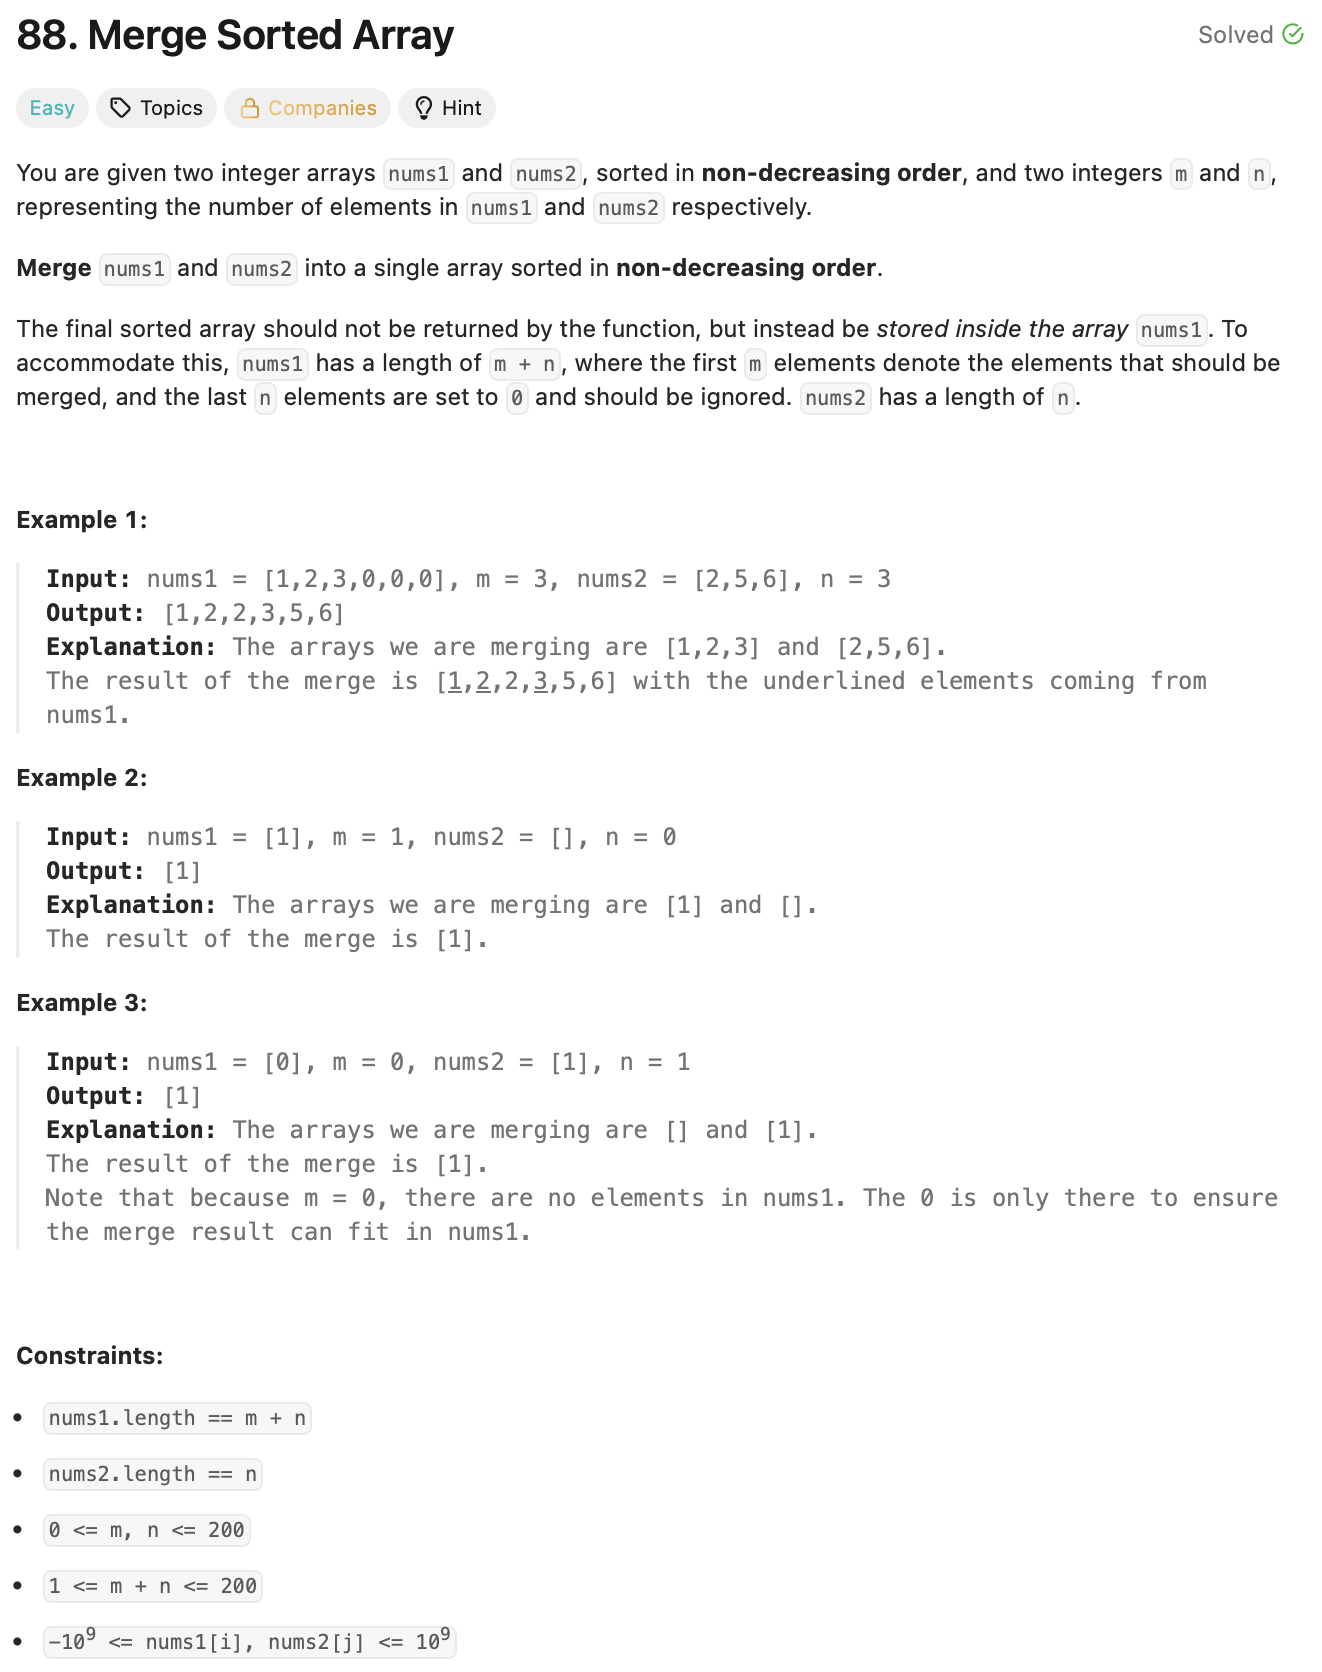 88. Merge Sorted Array
Solved
Easy Topics Companies Hint
You are given two integer arrays nums1 and nums2, sorted in non-decreasing order, and two integers m and n,
representing the number of elements in nums1 and nums2 respectively.
Merge nums1 and nums2 into a single array sorted in non-decreasing order.
The final sorted array should not be returned by the function, but instead be stored inside the array nums1. To
accommodate this, nums1 has a length of m + n, where the first m elements denote the elements that should be
merged, and the last n elements are set to 0 and should be ignored. nums2 has a length of n.
Example 1:
Input: nums1 = [1,2,3,0,0,0], m = 3, nums2 = [2,5,6], n = 3
Output: [1,2,2,3,5,6]
Explanation: The arrays we are merging are [1,2,3] and [2,5,6].
The result of the merge is [1,2,2,3,5,6] with the underlined elements coming from
nums1.
Example 2:
Input: nums1 = [1], m = 1, nums2 = [], n = 0
Output: [1]
Explanation: The arrays we are merging are [1] and [].
The result of the merge is [1].
Example 3:
Input: nums1 = [0], m = 0, nums2 = [1], n = 1
Output: [1]
Explanation: The arrays we are merging are [] and [1].
The result of the merge is [1].
Note that because m = 0, there are no elements in nums1. The 0 is only there to ensure
the merge result can fit in nums1.
Constraints:
• nums1.length == m + n
• nums2.length == n
• 0 <= m, n <= 200
• 1 <= m + n <= 200
• -10⁹ <= nums1[i], nums2[j] <= 10⁹